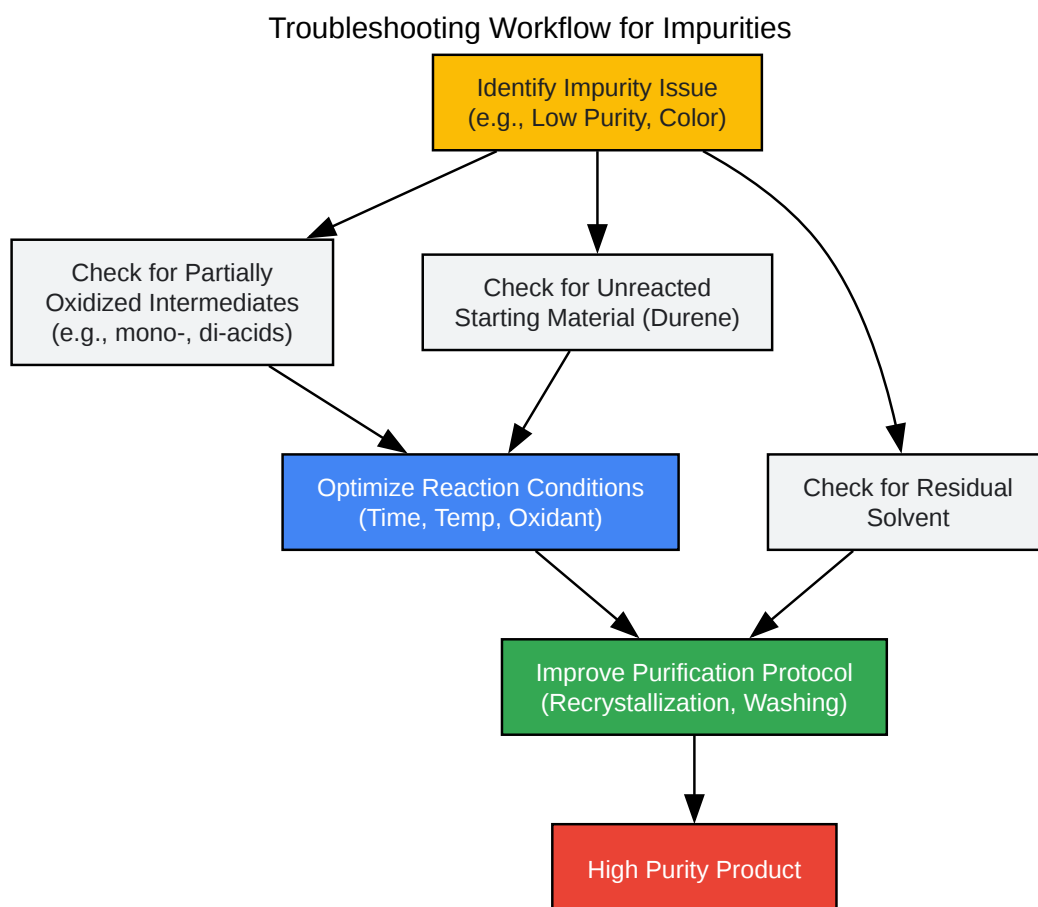 Troubleshooting Workflow for Impurities
Identify Impurity Issue
(e.g., Low Purity, Color)
Check for Partially
Oxidized Intermediates
(e.g., mono-, di-acids)
Check for Unreacted
Starting Material (Durene)
Optimize Reaction Conditions
(Time, Temp, Oxidant)
Check for Residual
Solvent
Improve Purification Protocol
(Recrystallization, Washing)
High Purity Product